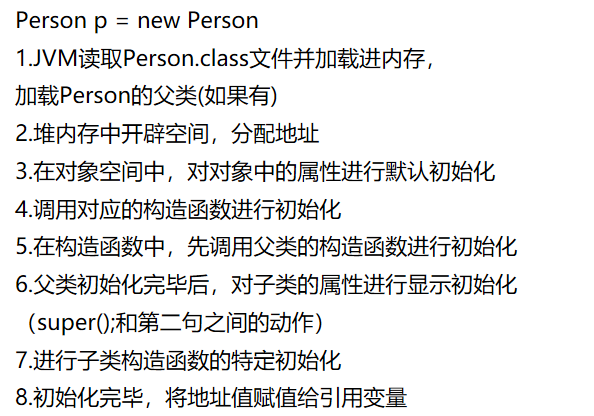 Person p = new Person
1.JVM读取Person.class文件并加载进内存，
加载Person的父类(如果有)
2.堆内存中开辟空间，分配地址
3.在对象空间中，对对象中的属性进行默认初始化
4.调用对应的构造函数进行初始化
5.在构造函数中，先调用父类的构造函数进行初始化
6.父类初始化完毕后，对子类的属性进行显示初始化
（super();和第二句之间的动作）
7.进行子类构造函数的特定初始化
8.初始化完毕，将地址值赋值给引用变量